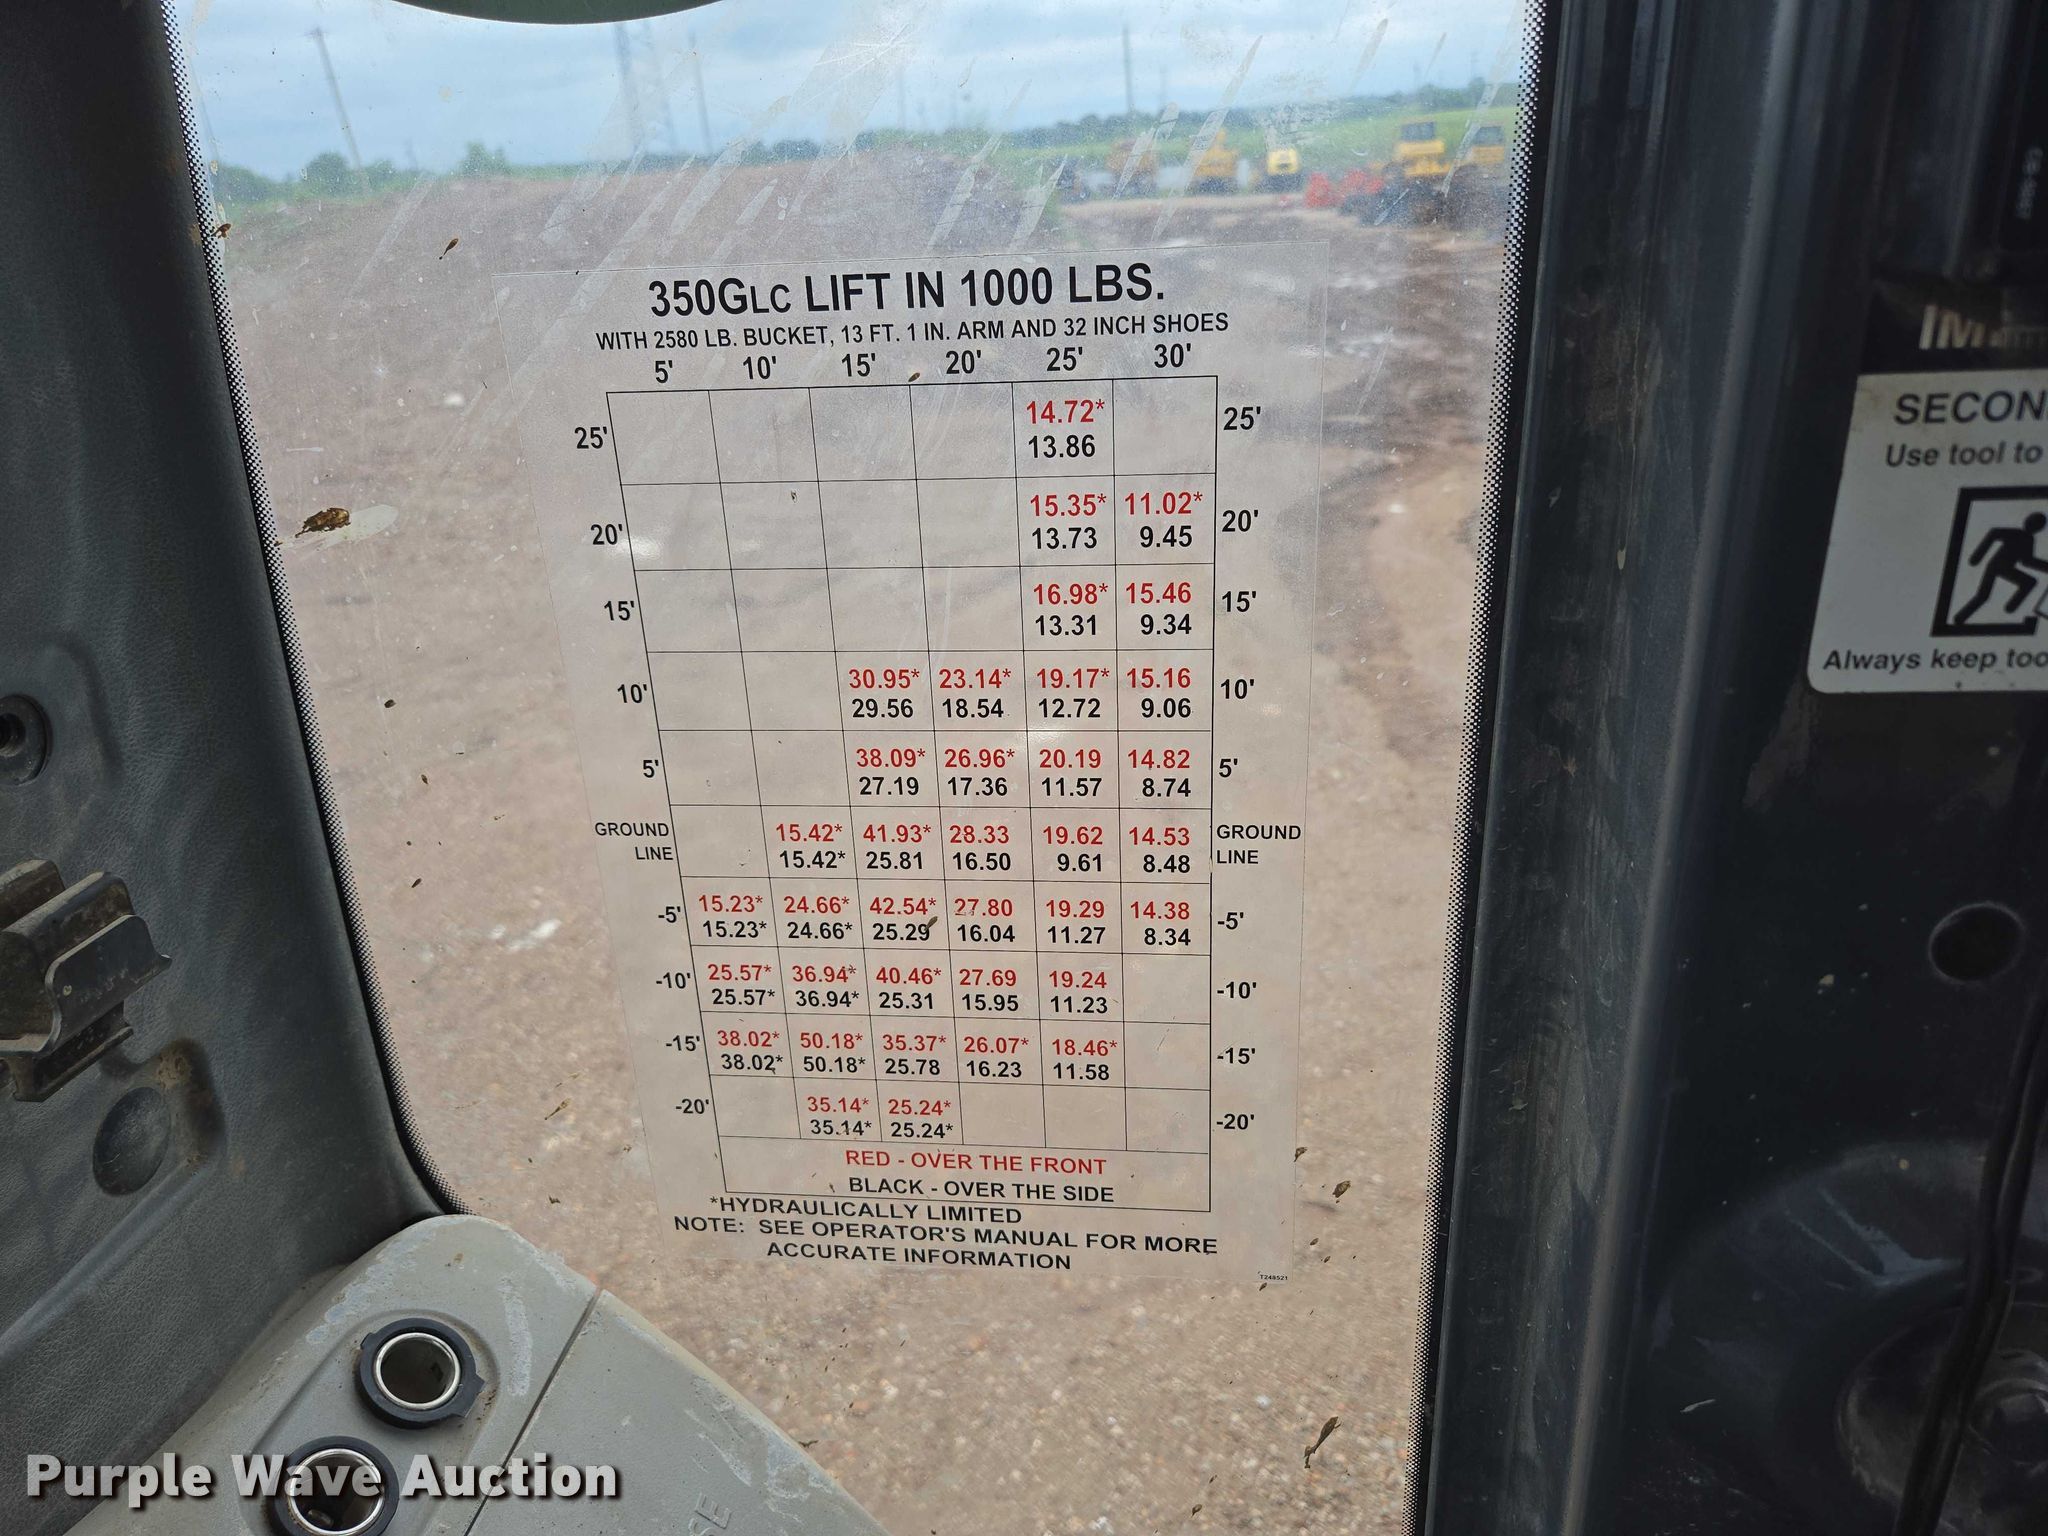 350GLC LIFT IN 1000 LBS.
WITH 2580 LB. BUCKET, 13 FT. 1 IN. ARM AND 32 INCH SHOES
5' 10' 15' 20' 25' 30'
25' 14.72* 25'
13.86
20' 15.35* 11.02* 20'
13.73 9.45
15' 16.98* 15.46 15'
13.31 9.34
10' 30.95* 23.14* 19.17* 15.16 10'
29.56 18.54 12.72 9.06
5' 38.09* 26.96* 20.19 14.82 5'
27.19 17.36 11.57 8.74
GROUND 15.42* 41.93* 28.33 19.62 14.53 GROUND
LINE 15.42* 25.81 16.50 9.61 8.48 LINE
-5' 15.23* 24.66* 42.54* 27.80 19.29 14.38 -5'
15.23* 24.66* 25.29 16.04 11.27 8.34
-10' 25.57* 36.94* 40.46* 27.69 19.24 -10'
25.57* 36.94* 25.31 15.95 11.23
-15' 38.02* 50.18* 35.37* 26.07* 18.46* -15'
38.02* 50.18* 25.78 16.23 11.58
-20' 35.14* 25.24* -20'
35.14* 25.24*
RED - OVER THE FRONT
BLACK - OVER THE SIDE
*HYDRAULICALLY LIMITED
NOTE: SEE OPERATOR'S MANUAL FOR MORE
ACCURATE INFORMATION
T248521
SECON
Use tool to
Always keep too
Purple Wave Auction